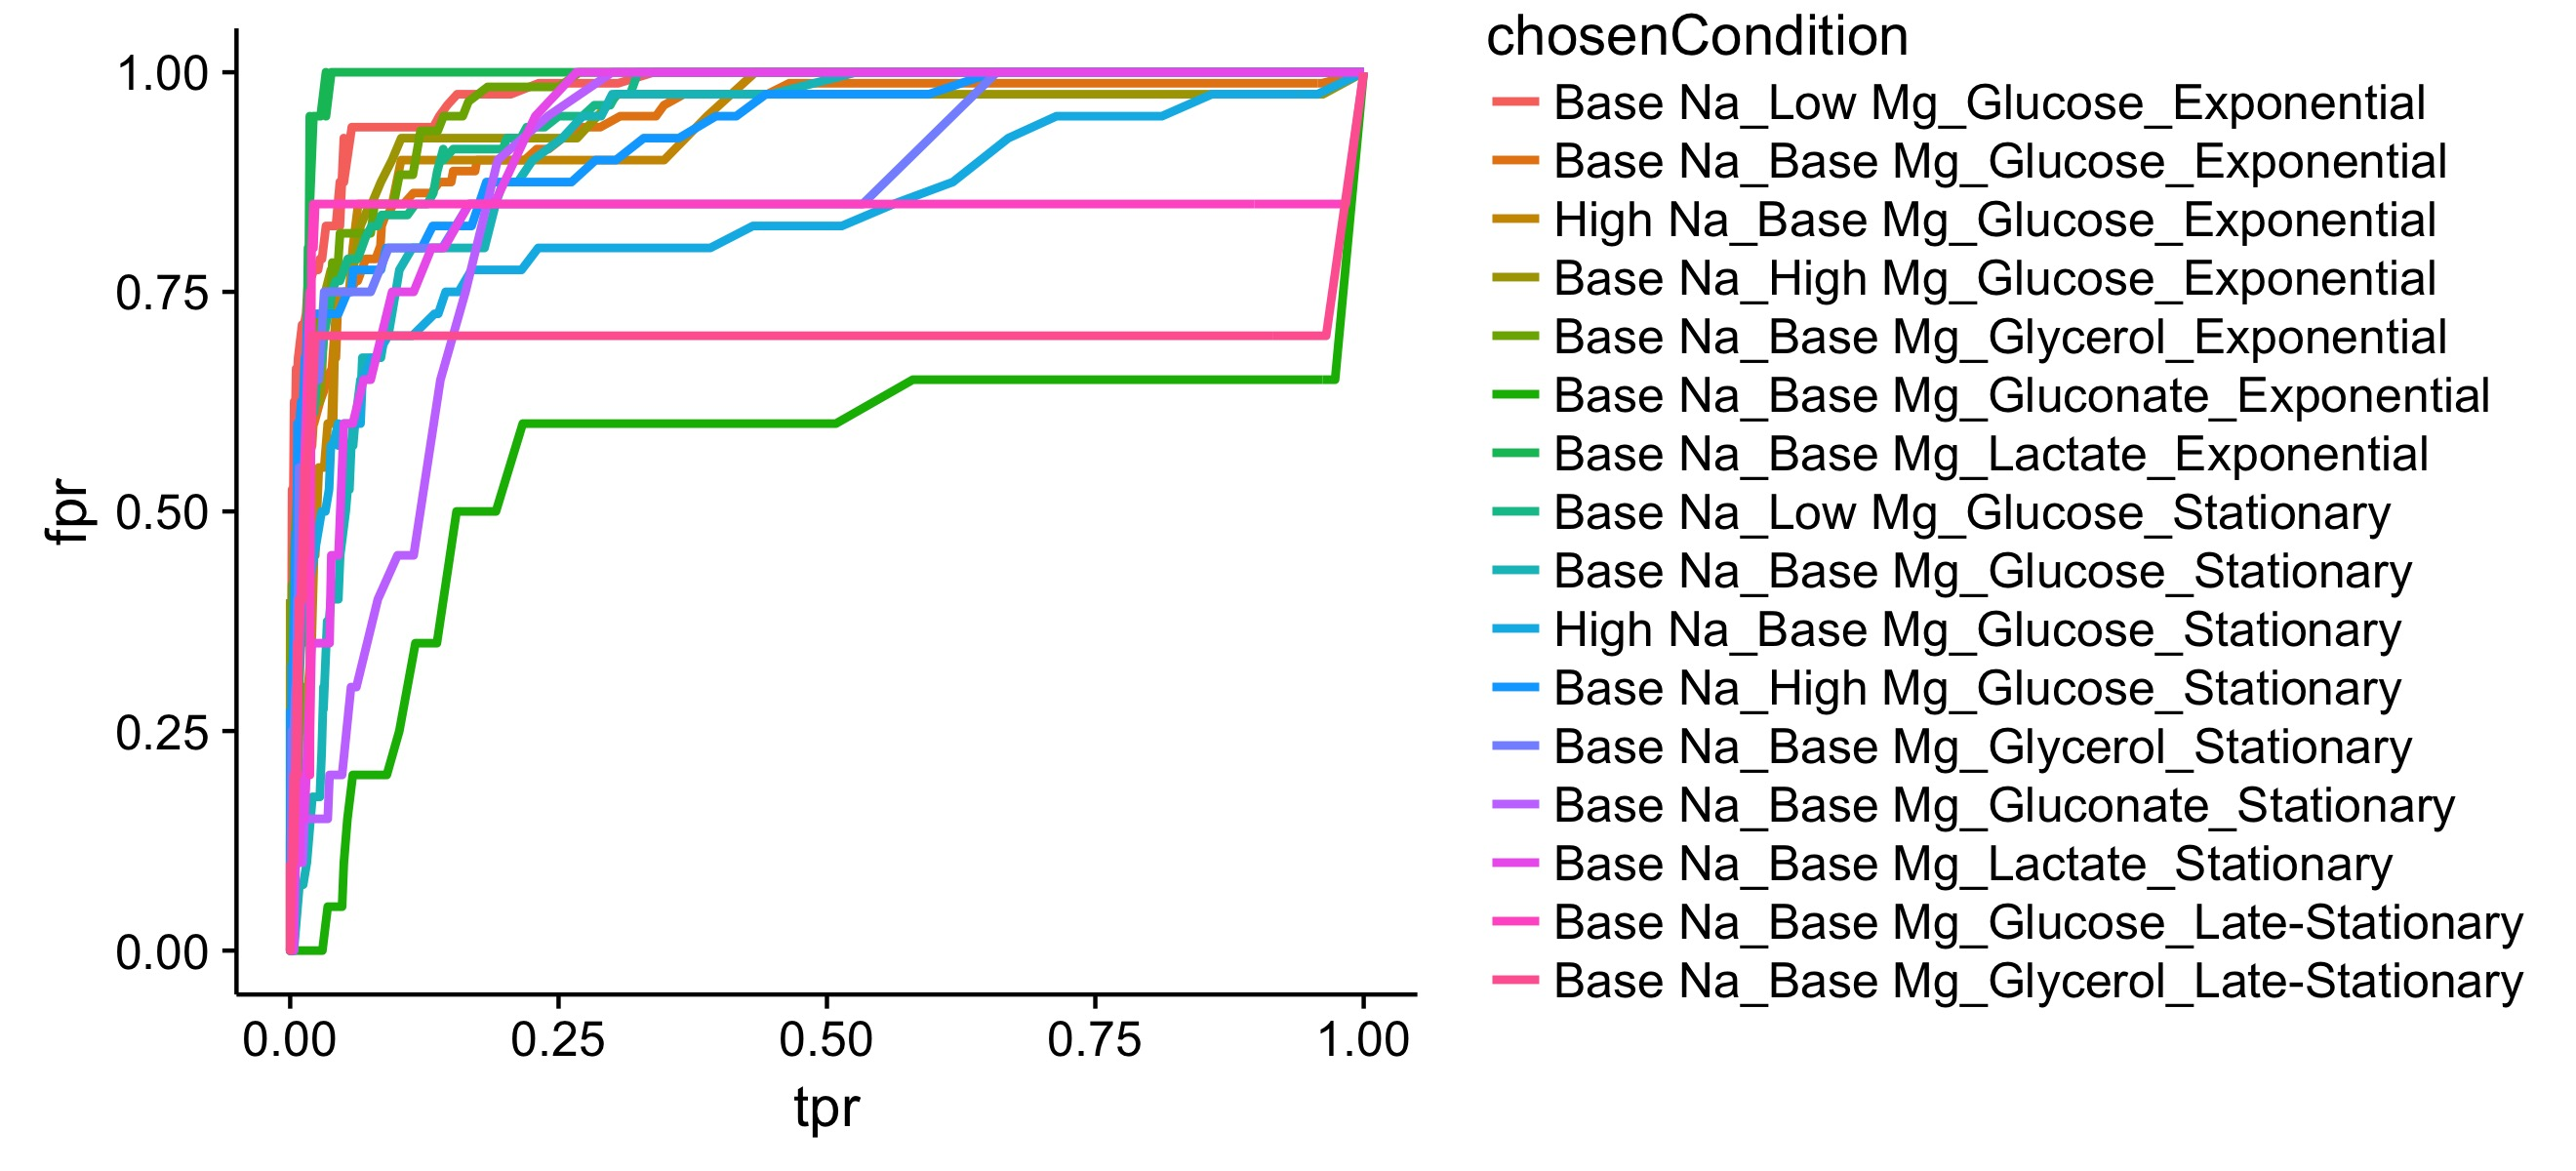 chosenCondition
Base Na_Low Mg_Glucose_Exponential
Base Na_Base Mg_Glucose_Exponential
High Na_Base Mg_Glucose_Exponential
Base Na_High Mg_Glucose_Exponential
Base Na_Base Mg_Glycerol_Exponential
Base Na_Base Mg_Gluconate_Exponential
Base Na_Base Mg_Lactate_Exponential
Base Na_Low Mg_Glucose_Stationary
Base Na_Base Mg_Glucose_Stationary
High Na_Base Mg_Glucose_Stationary
Base Na_High Mg_Glucose_Stationary
Base Na_Base Mg_Glycerol_Stationary
Base Na_Base Mg_Gluconate_Stationary
Base Na_Base Mg_Lactate_Stationary
Base Na_Base Mg_Glucose_Late-Stationary
Base Na_Base Mg_Glycerol_Late-Stationary
fpr
1.00
0.75
0.50
0.25
0.00
0.00 0.25 0.50 0.75 1.00
tpr